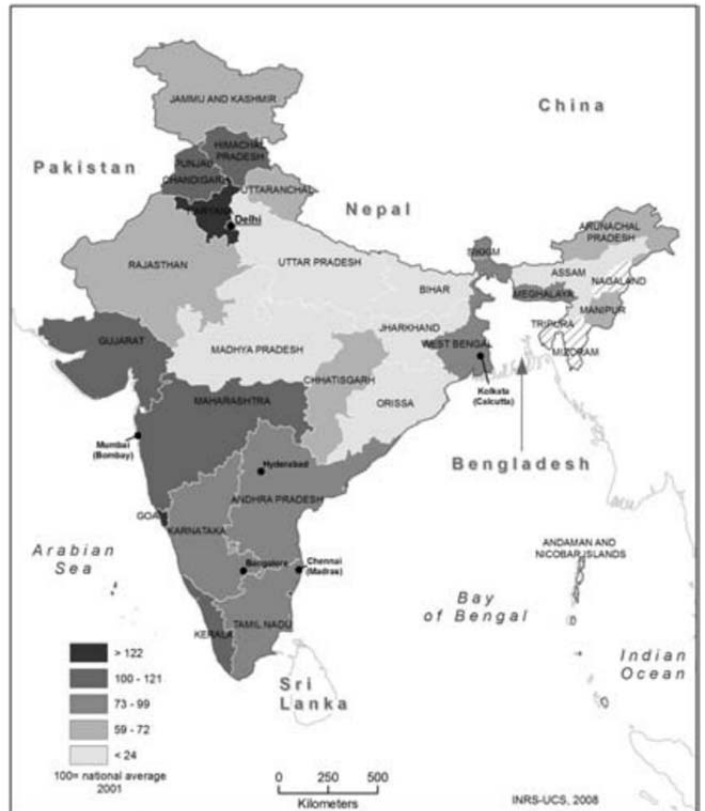 JAMMU AND KASHMIR
China
HIMACHAL
PRADESH
Pakistan
PUNJAB
CHANDIGARH
UTTARANCHAL
Nepal
Delhi
ARUNACHAL
PRADESH
RAJASTHAN
UTTAR PRADESH
SIKKIM
ASSAM
NAGALAND
BIHAR
MEGHALAYA
MANIPUR
JHARKHAND
TRIPURA
GUJARAT
MADHYA PRADESH
WEST BENGAL
MIZORAM
CHHATISGARH
MAHARASHTRA
Kolkata
(Calcutta)
ORISSA
Mumbai
(Bombay)
Hyderabad
Bengladesh
ANDHRA PRADESH
GOA
KARNATAKA
Arabian
Sea
ANDAMAN AND
NICOBAR ISLANDS
Bangalore
Chennai
(Madras)
Bay
of Bengal
TAMIL NADU
KERALA
Indian
Ocean
Sri
Lanka
> 122
100 - 121
73 - 99
59 - 72
< 24
100= national average
2001
0 250 500
Kilometers
INRS-UCS, 2008